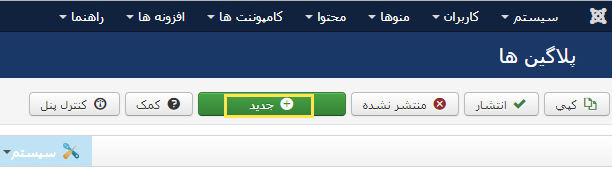 سیستم کاربران منوها محتوا کامپوننت ها افزونه ها راهنما
پلاگین ها
کپی انتشار منتشر نشده جدید کمک کنترل پنل
سیستم